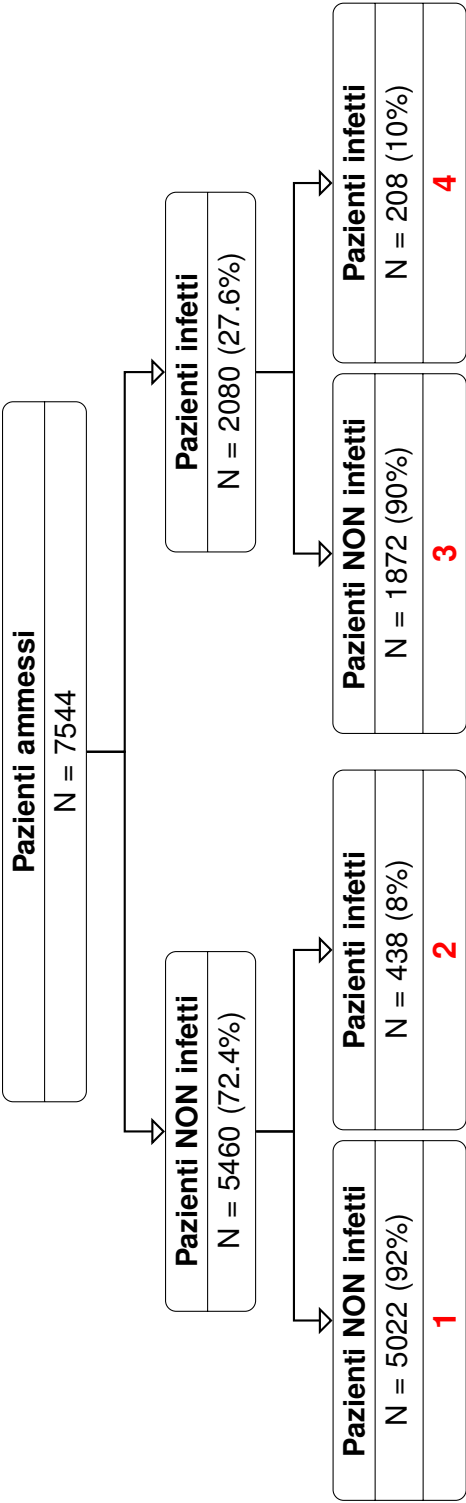 Pazienti ammessi
N = 7544
Pazienti NON infetti
N = 5460 (72.4%)
Pazienti infetti
N = 2080 (27.6%)
Pazienti NON infetti
N = 5022 (92%)
1
Pazienti infetti
N = 438 (8%)
2
Pazienti NON infetti
N = 1872 (90%)
3
Pazienti infetti
N = 208 (10%)
4